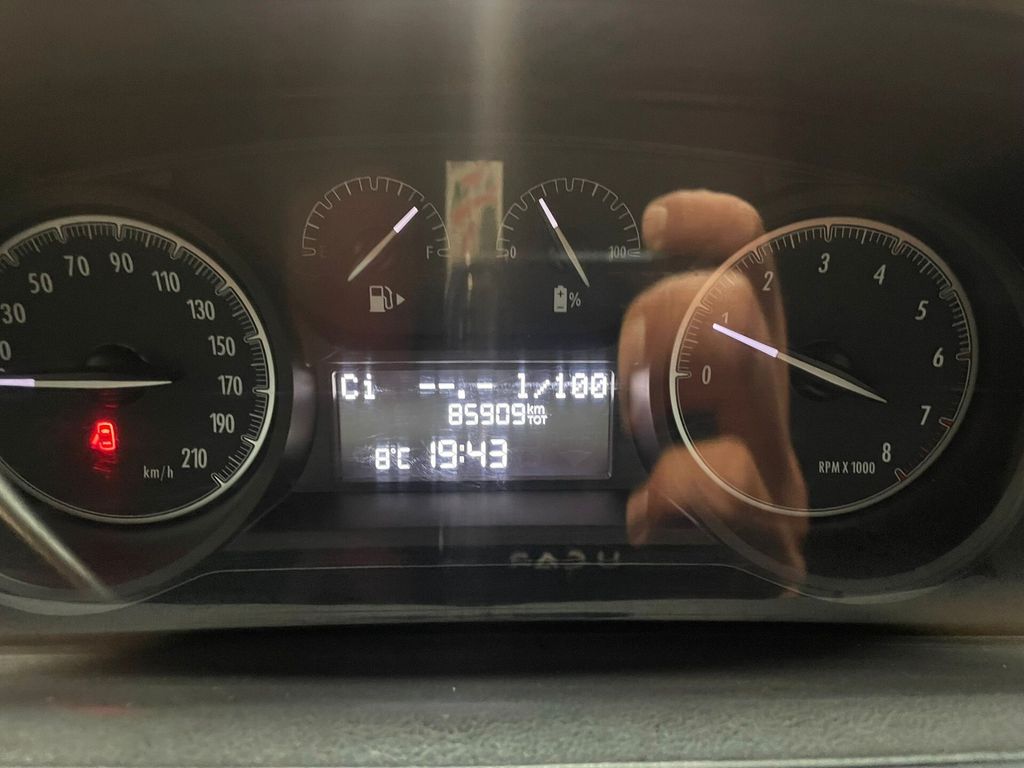 30 50 70 90 110 130 150 170 190 210
km/h
F
0 100
%
Ci --.- l/100
85909 km TOT
8°C 19:43
0 1 2 3 4 5 6 7 8
RPM X 1000